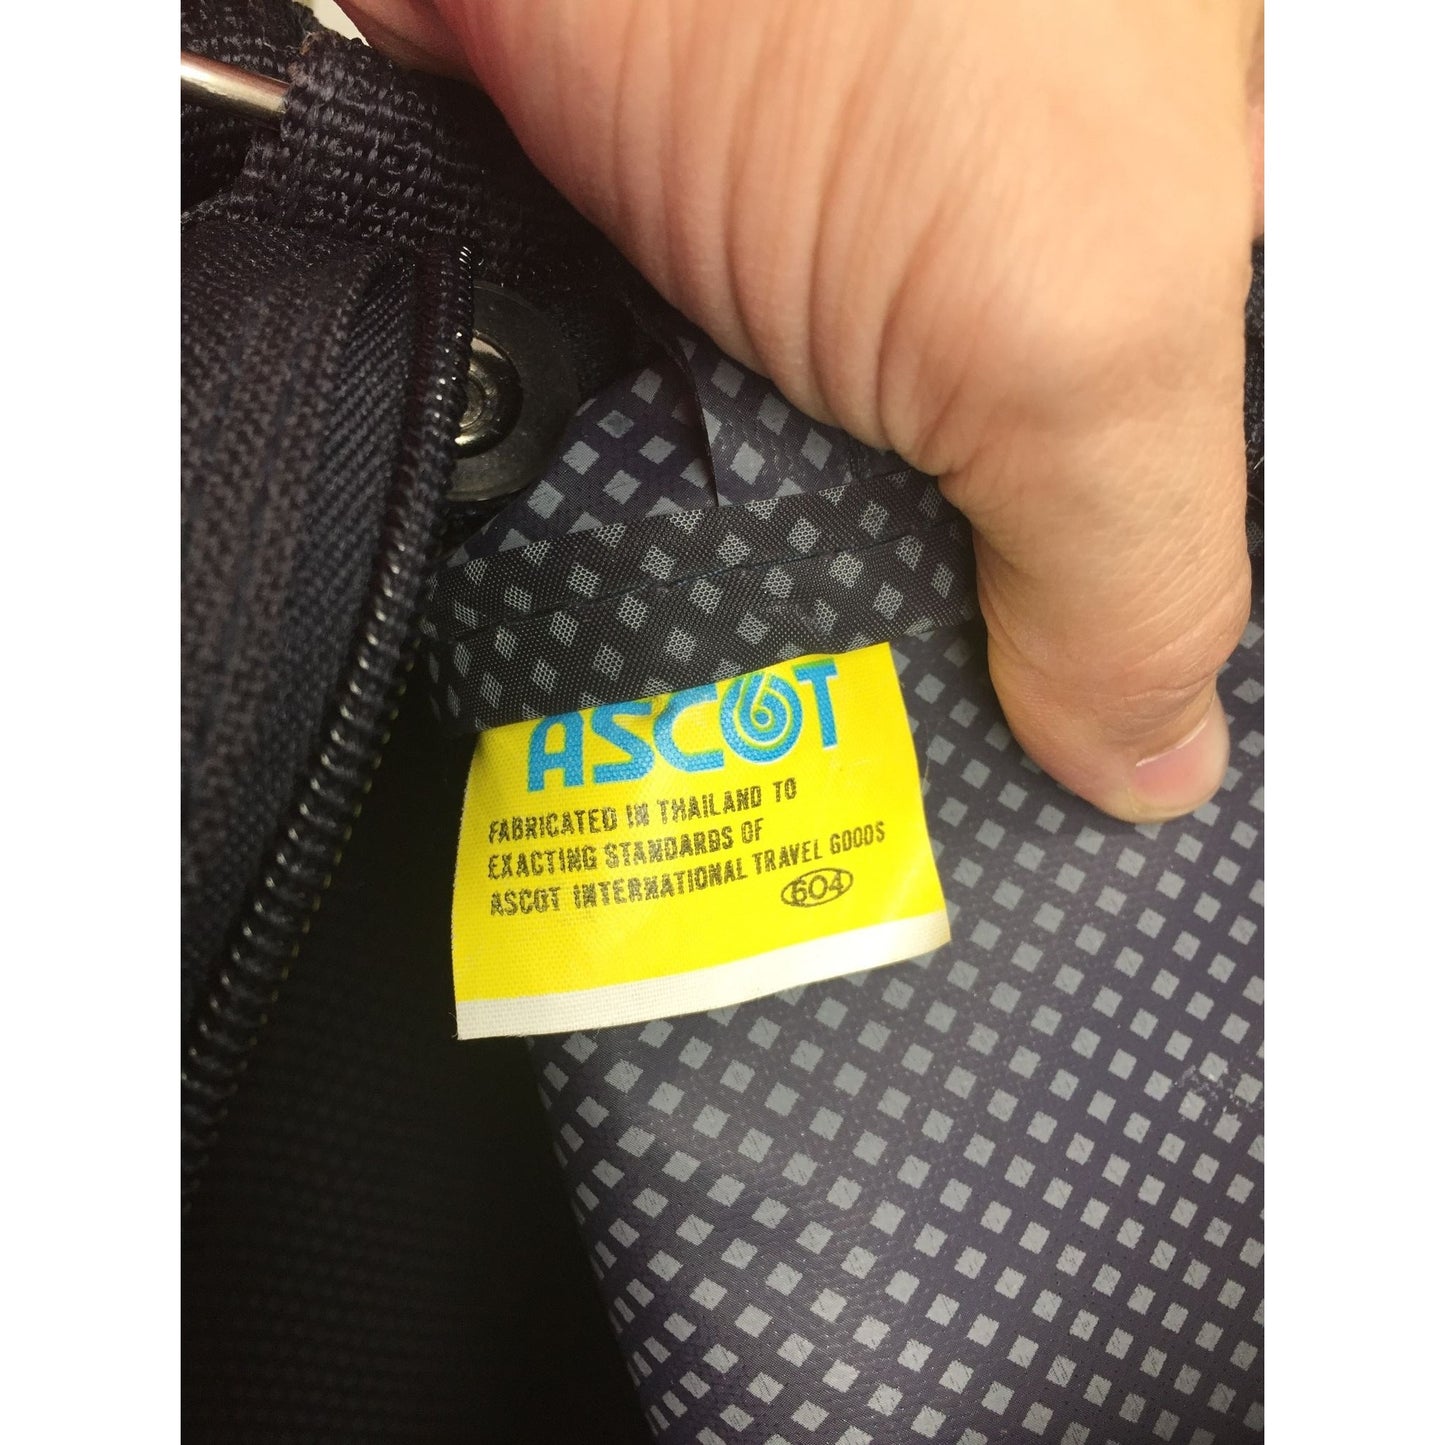 ASCOT
FABRICATED IN THAILAND TO
EXACTING STANDARDS OF
ASCOT INTERNATIONAL TRAVEL GOODS
604